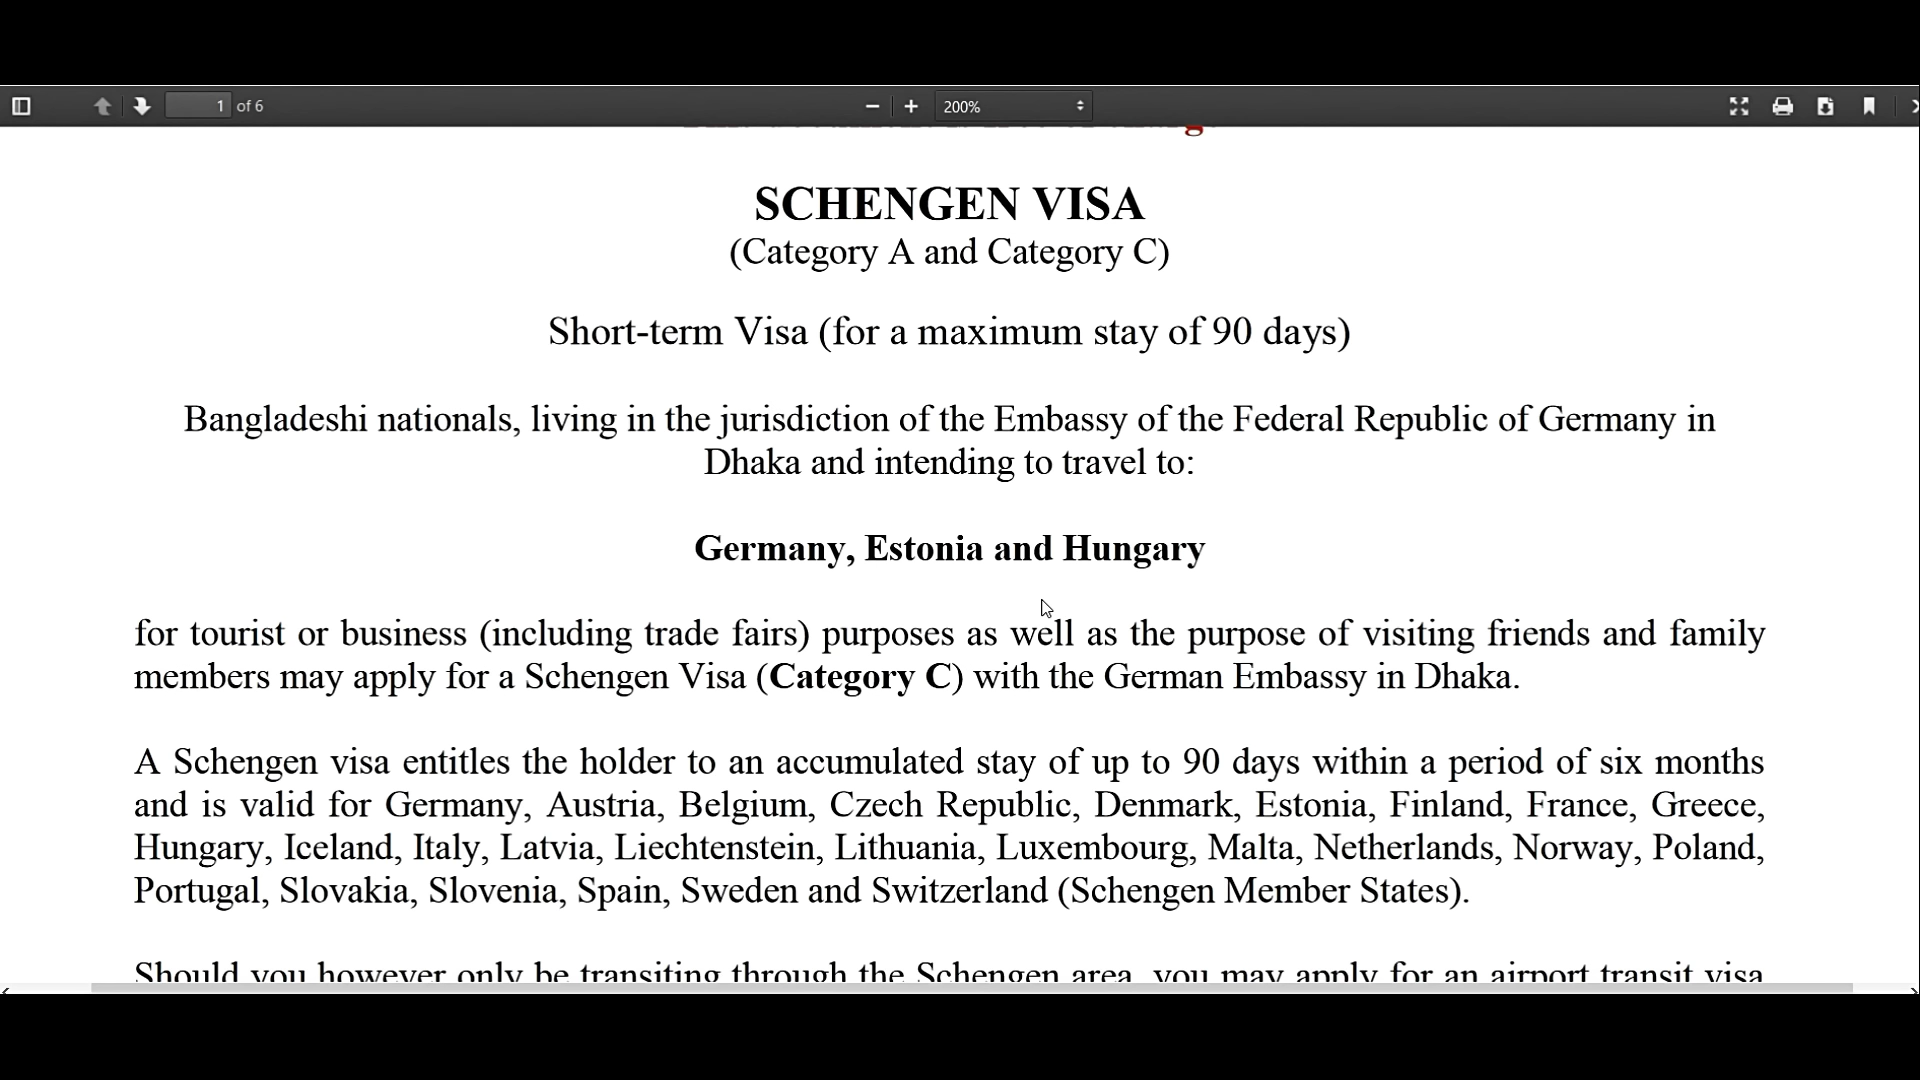 1 of 6
200%
SCHENGEN VISA
(Category A and Category C)
Short-term Visa (for a maximum stay of 90 days)
Bangladeshi nationals, living in the jurisdiction of the Embassy of the Federal Republic of Germany in
Dhaka and intending to travel to:
Germany, Estonia and Hungary
for tourist or business (including trade fairs) purposes as well as the purpose of visiting friends and family
members may apply for a Schengen Visa (Category C) with the German Embassy in Dhaka.
A Schengen visa entitles the holder to an accumulated stay of up to 90 days within a period of six months
and is valid for Germany, Austria, Belgium, Czech Republic, Denmark, Estonia, Finland, France, Greece,
Hungary, Iceland, Italy, Latvia, Liechtenstein, Lithuania, Luxembourg, Malta, Netherlands, Norway, Poland,
Portugal, Slovakia, Slovenia, Spain, Sweden and Switzerland (Schengen Member States).
Should you however only be transiting through the Schengen area, you may apply for an airport transit visa